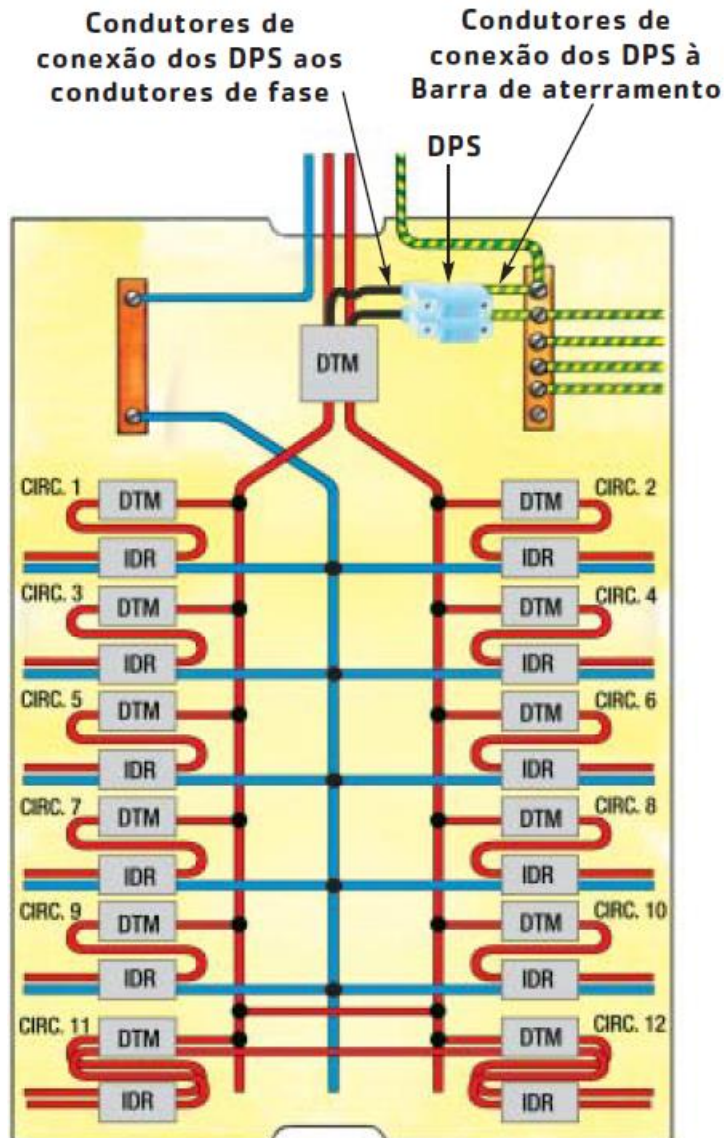 Condutores de
conexão dos DPS aos
condutores de fase
Condutores de
conexão dos DPS à
Barra de aterramento
DPS
DTM
CIRC. 1
DTM
IDR
DTM
CIRC. 2
IDR
CIRC. 3
DTM
IDR
DTM
CIRC. 4
IDR
CIRC. 5
DTM
IDR
DTM
CIRC. 6
IDR
CIRC. 7
DTM
IDR
DTM
CIRC. 8
IDR
CIRC. 9
DTM
IDR
DTM
CIRC. 10
IDR
CIRC. 11
DTM
IDR
DTM
CIRC. 12
IDR